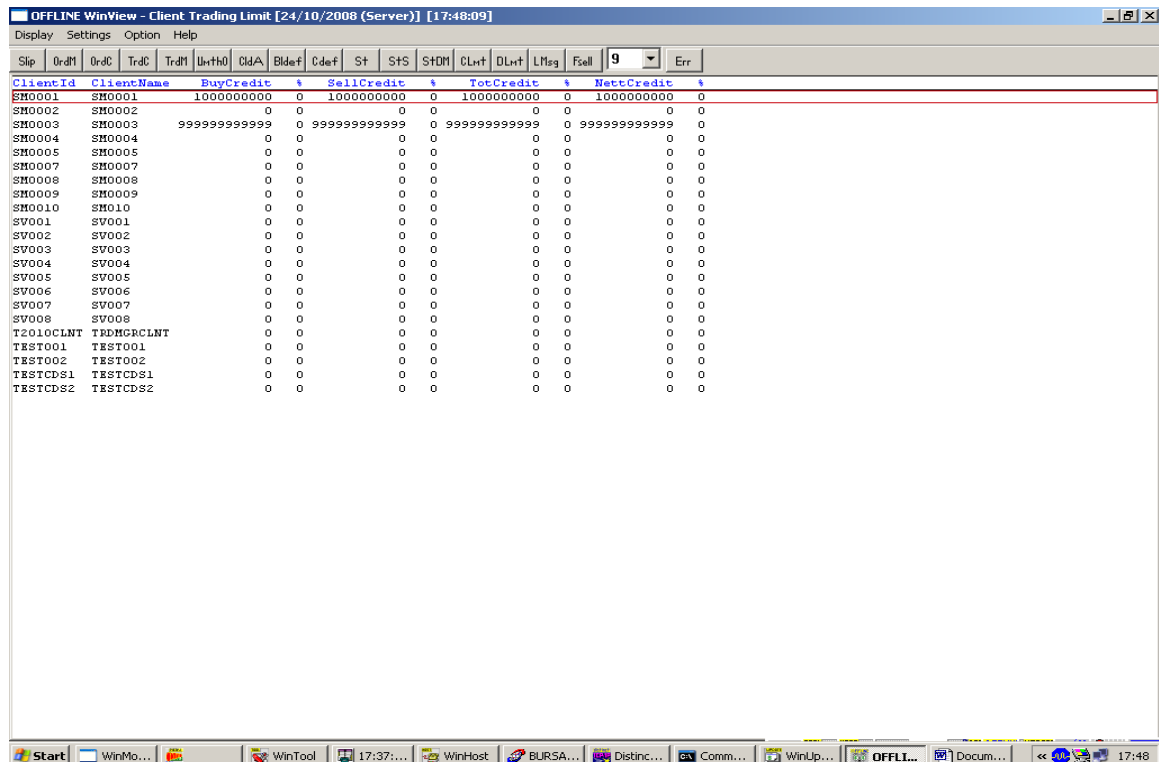 OFFLINE WinView - Client Trading Limit [24/10/2008 (Server)] [17:48:09]
Display Settings Option Help
Slip OrdM OrdC TrdC TrdM UmthO CldA Bldef Cdef St StS StDM CLmt DLmt LMsg Fsell 9 Err
ClientId ClientName BuyCredit % SellCredit % TotCredit % NettCredit %
SM0001 SM0001 1000000000 0 1000000000 0 1000000000 0 1000000000 0
SM0002 SM0002 0 0 0 0 0 0 0 0
SM0003 SM0003 999999999999 0 999999999999 0 999999999999 0 999999999999 0
SM0004 SM0004 0 0 0 0 0 0 0 0
SM0005 SM0005 0 0 0 0 0 0 0 0
SM0007 SM0007 0 0 0 0 0 0 0 0
SM0008 SM0008 0 0 0 0 0 0 0 0
SM0009 SM0009 0 0 0 0 0 0 0 0
SM0010 SM010 0 0 0 0 0 0 0 0
SV001 SV001 0 0 0 0 0 0 0 0
SV002 SV002 0 0 0 0 0 0 0 0
SV003 SV003 0 0 0 0 0 0 0 0
SV004 SV004 0 0 0 0 0 0 0 0
SV005 SV005 0 0 0 0 0 0 0 0
SV006 SV006 0 0 0 0 0 0 0 0
SV007 SV007 0 0 0 0 0 0 0 0
SV008 SV008 0 0 0 0 0 0 0 0
T2010CLNT TRDMGRCLNT 0 0 0 0 0 0 0 0
TEST001 TEST001 0 0 0 0 0 0 0 0
TEST002 TEST002 0 0 0 0 0 0 0 0
TESTCDS1 TESTCDS1 0 0 0 0 0 0 0 0
TESTCDS2 TESTCDS2 0 0 0 0 0 0 0 0
Start WinMo... WinTool 17:37:... WinHost BURSA... Distinc... Comm... WinUp... OFFLI... Docum... « 17:48